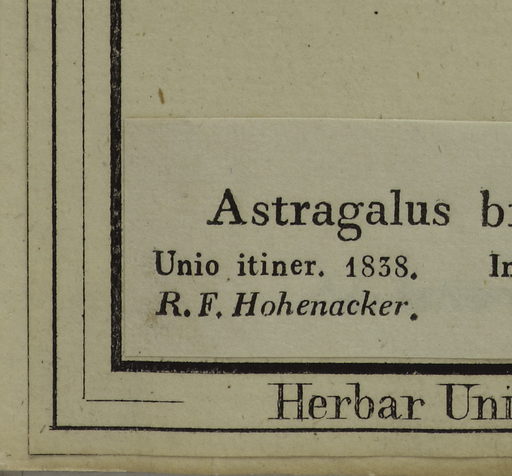 Astragalus
Unio itiner. 1838.
R. F. Hohenacker.
Herbar